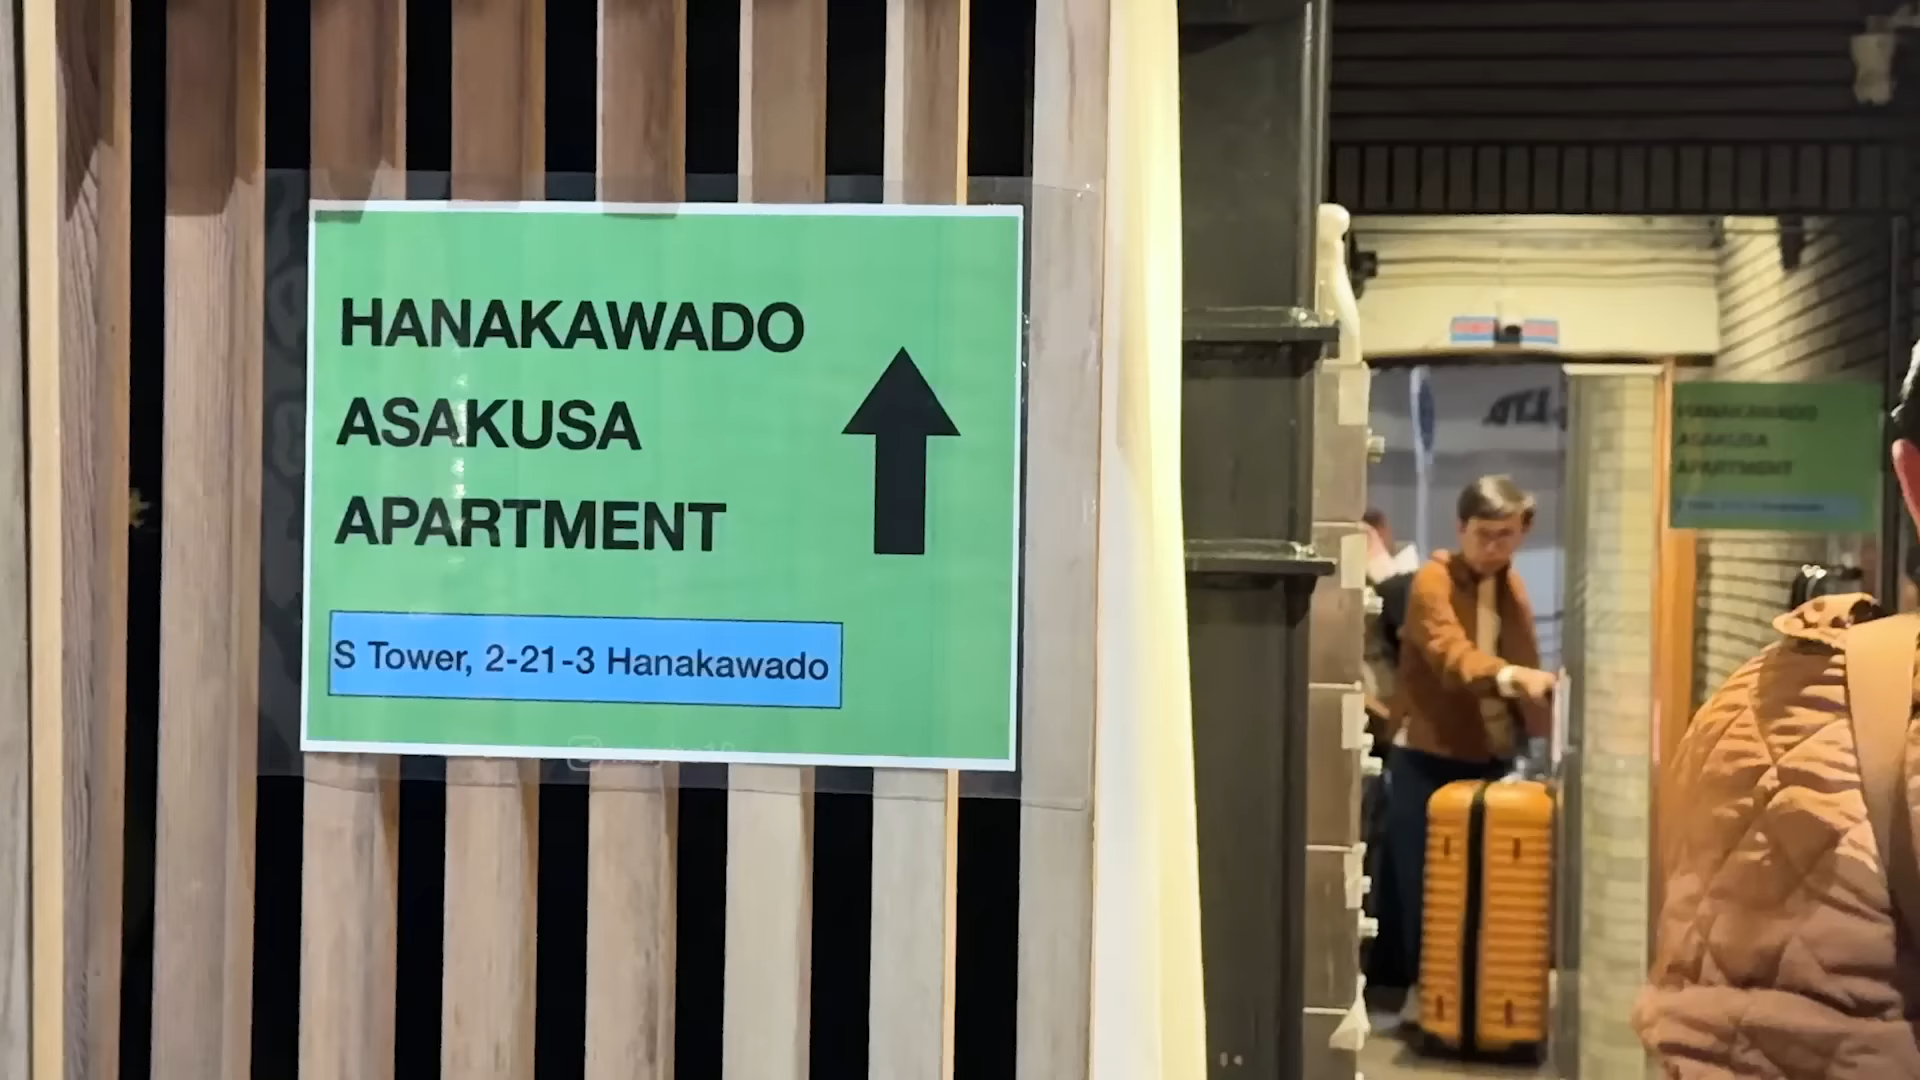 HANAKAWADO
ASAKUSA
APARTMENT
S Tower, 2-21-3 Hanakawado
HANAKAWADO
ASAKUSA
APARTMENT